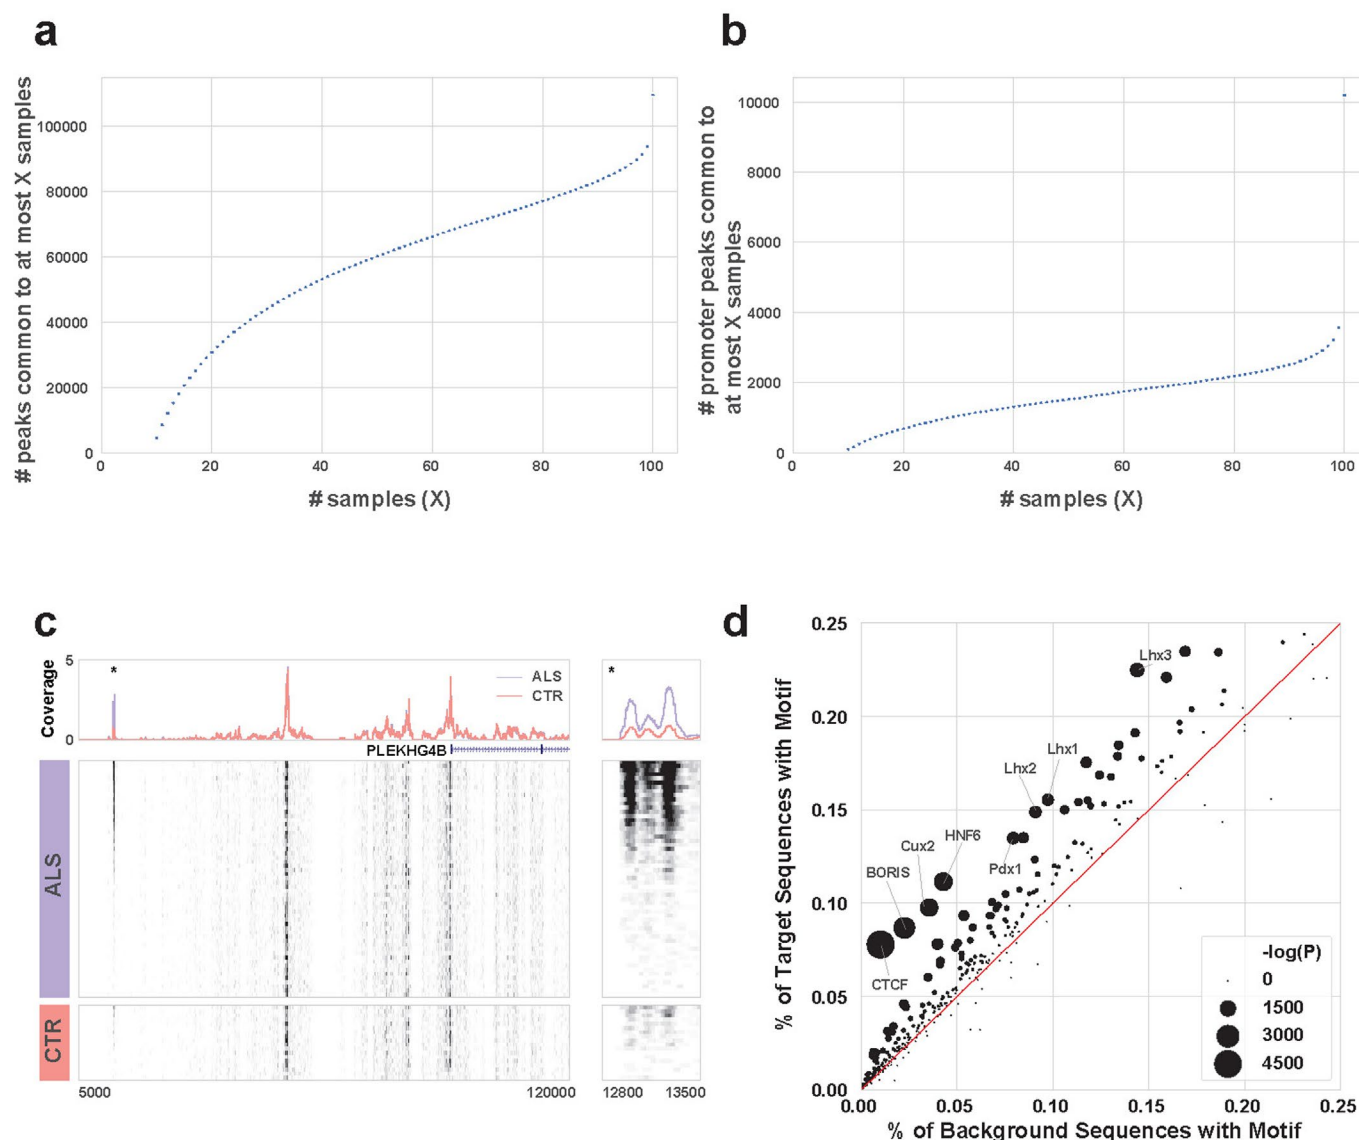 a
# peaks common to at most X samples
100000
80000
60000
40000
20000
0
0 20 40 60 80 100
# samples (X)
b
# promoter peaks common to
at most X samples
10000
8000
6000
4000
2000
0
0 20 40 60 80 100
# samples (X)
c
Coverage
5
0
*
ALS
CTR
PLEKHG4B
*
ALS
CTR
5000 120000
12800 13500
d
% of Target Sequences with Motif
0.25
0.20
0.15
0.10
0.05
0.00
Lhx3
Lhx1
Lhx2
HNF6
Cux2
Pdx1
BORIS
CTCF
-log(P)
0
1500
3000
4500
0.00 0.05 0.10 0.15 0.20 0.25
% of Background Sequences with Motif